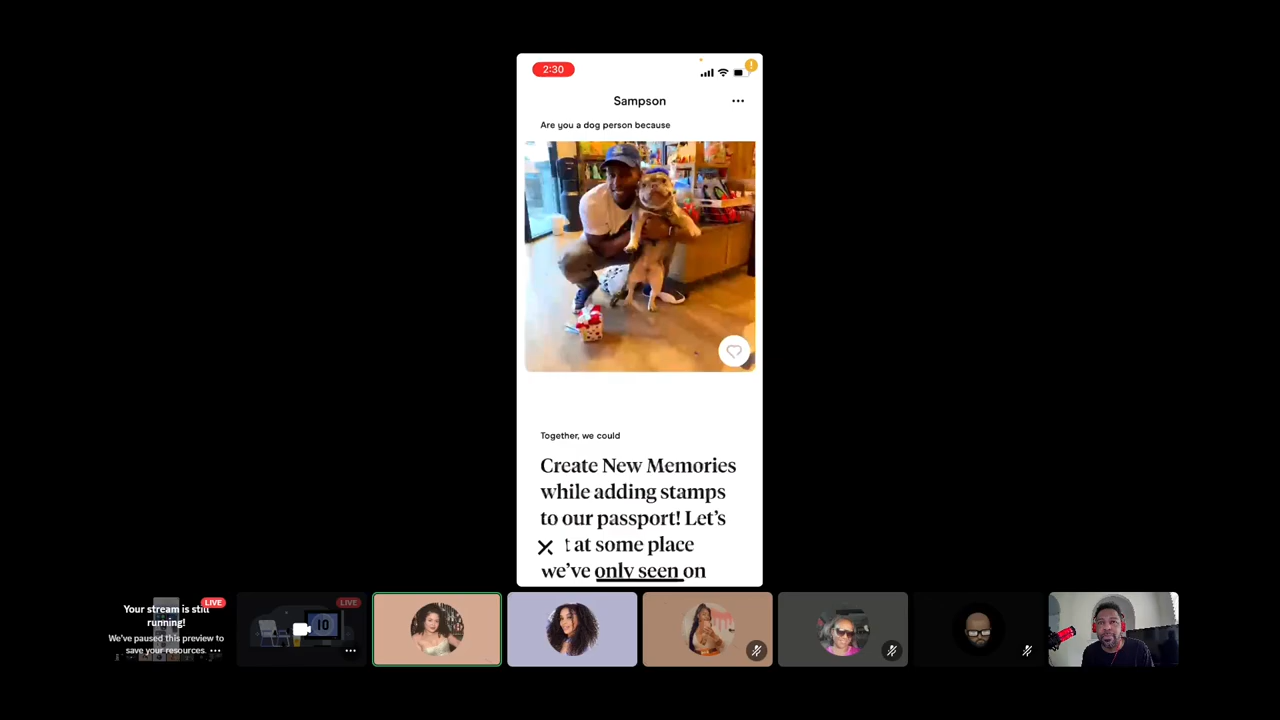 2:30
Sampson
Are you a dog person because
Together, we could
Create New Memories
while adding stamps
to our passport! Let's
t at some place
we've only seen on
Your stream is still
running!
We've paused this preview to
save your resources.
LIVE
LIVE
10